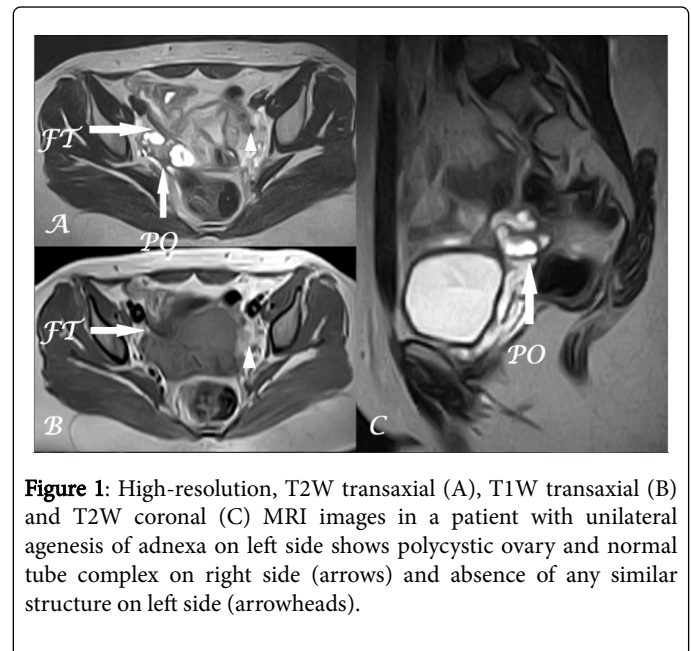 FT
A
PO
FT
B
C
PO
Figure 1: High-resolution, T2W transaxial (A), T1W transaxial (B)
and T2W coronal (C) MRI images in a patient with unilateral
agenesis of adnexa on left side shows polycystic ovary and normal
tube complex on right side (arrows) and absence of any similar
structure on left side (arrowheads).